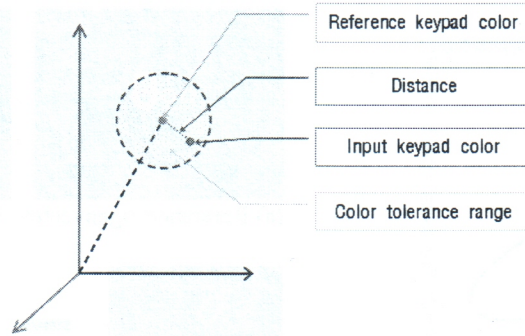 Reference keypad color
Distance
Input keypad color
Color tolerance range